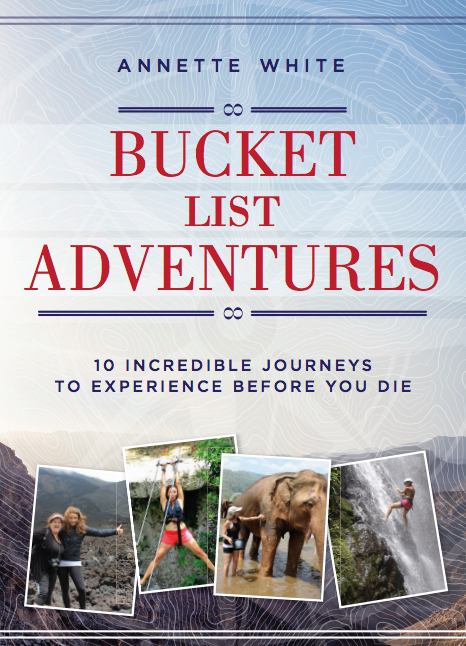 ANNETTE WHITE
BUCKET
LIST
ADVENTURES
10 INCREDIBLE JOURNEYS
TO EXPERIENCE BEFORE YOU DIE